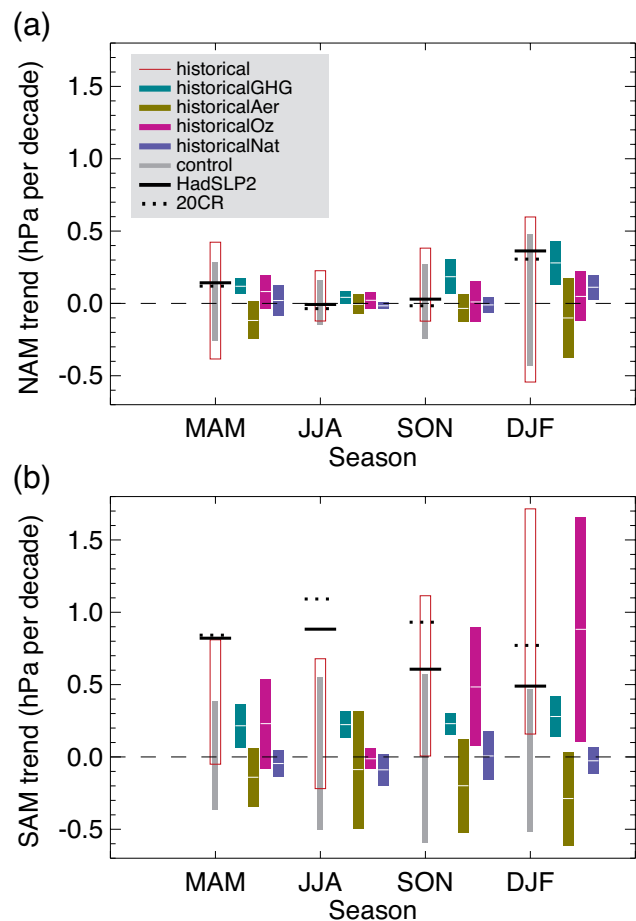 (a)
NAM trend (hPa per decade)
1.5
1.0
0.5
0.0
-0.5
historical
historicalGHG
historicalAer
historicalOz
historicalNat
control
HadSLP2
20CR
MAM JJA SON DJF
Season
(b)
SAM trend (hPa per decade)
1.5
1.0
0.5
0.0
-0.5
MAM JJA SON DJF
Season